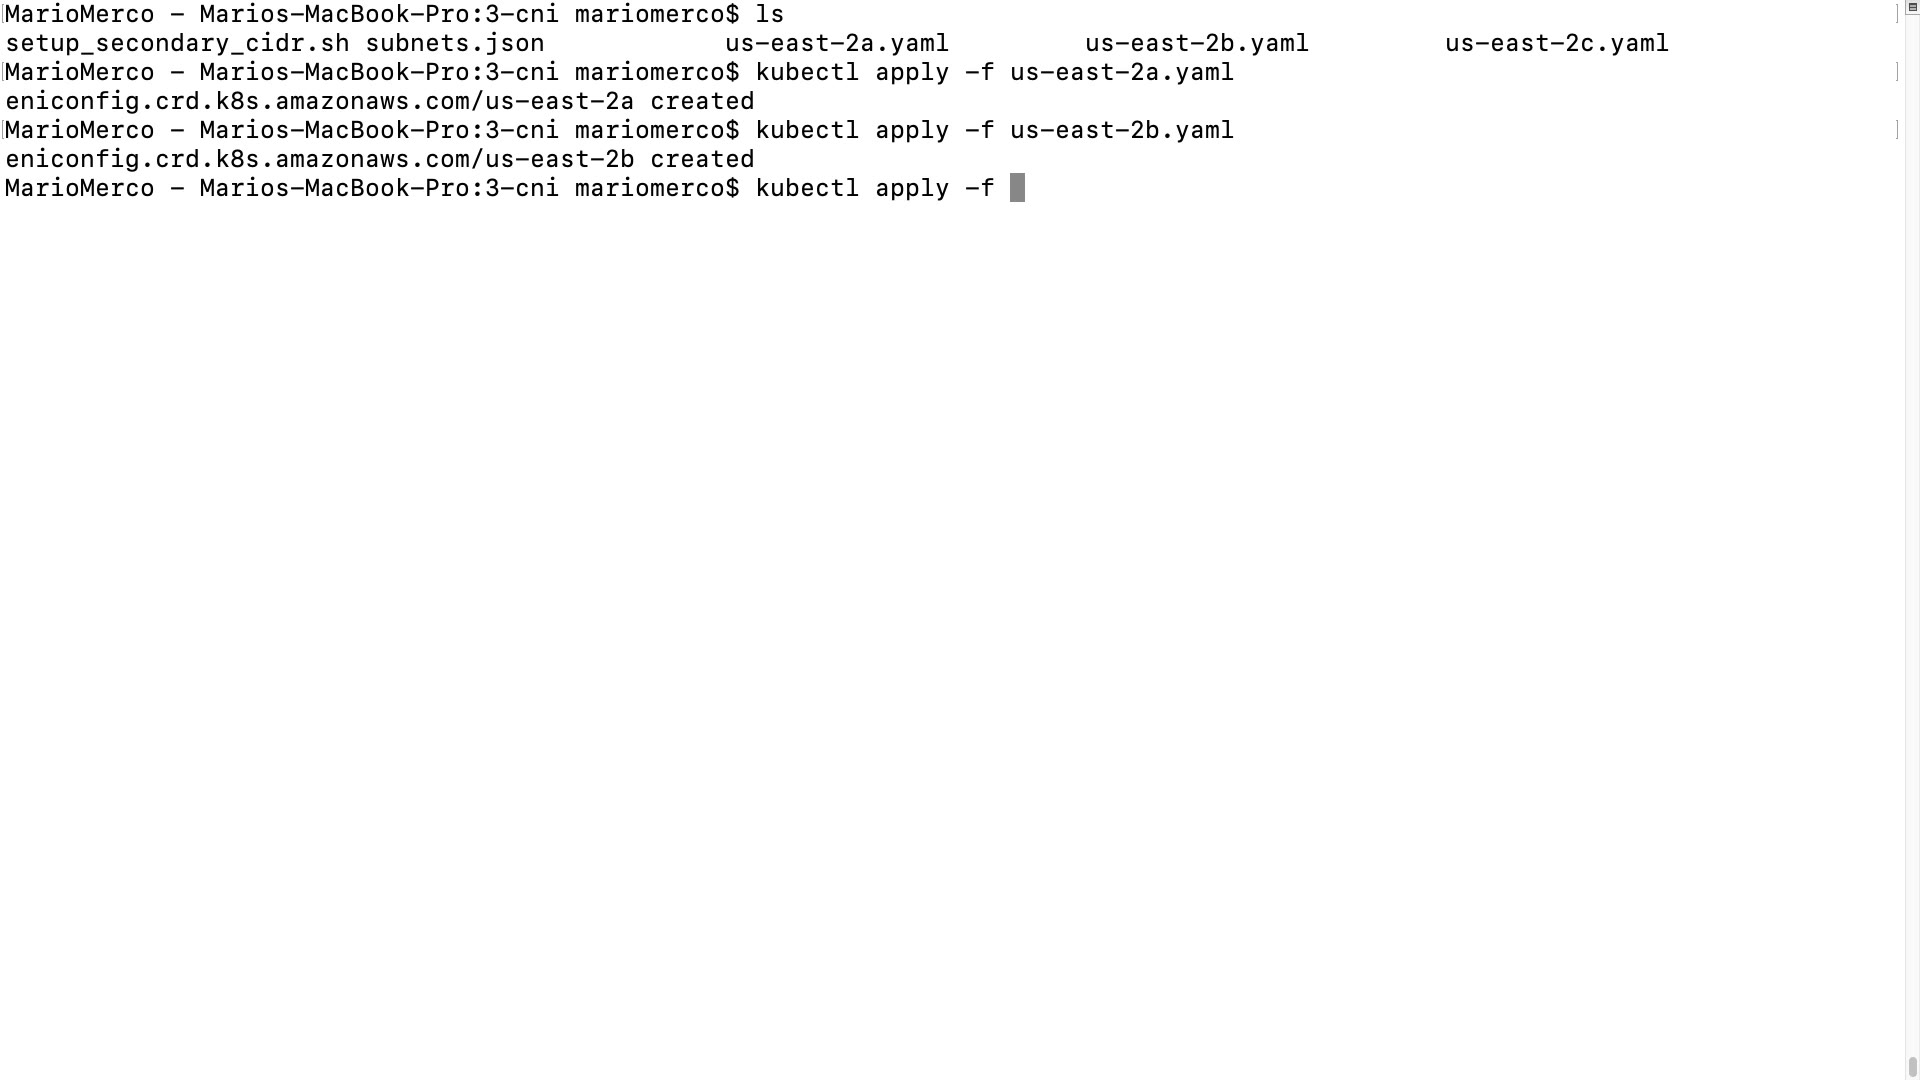 MarioMerco - Marios-MacBook-Pro:3-cni mariomerco$ ls
setup_secondary_cidr.sh subnets.json            us-east-2a.yaml         us-east-2b.yaml         us-east-2c.yaml
MarioMerco - Marios-MacBook-Pro:3-cni mariomerco$ kubectl apply -f us-east-2a.yaml
eniconfig.crd.k8s.amazonaws.com/us-east-2a created
MarioMerco - Marios-MacBook-Pro:3-cni mariomerco$ kubectl apply -f us-east-2b.yaml
eniconfig.crd.k8s.amazonaws.com/us-east-2b created
MarioMerco - Marios-MacBook-Pro:3-cni mariomerco$ kubectl apply -f